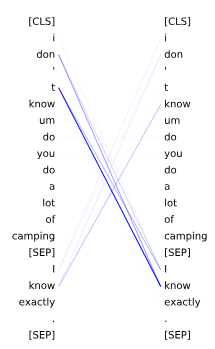 [CLS] [CLS]
i i
don don
' '
t t
know know
um um
do do
you you
do do
a a
lot lot
of of
camping camping
[SEP] [SEP]
I I
know know
exactly exactly
. .
[SEP] [SEP]